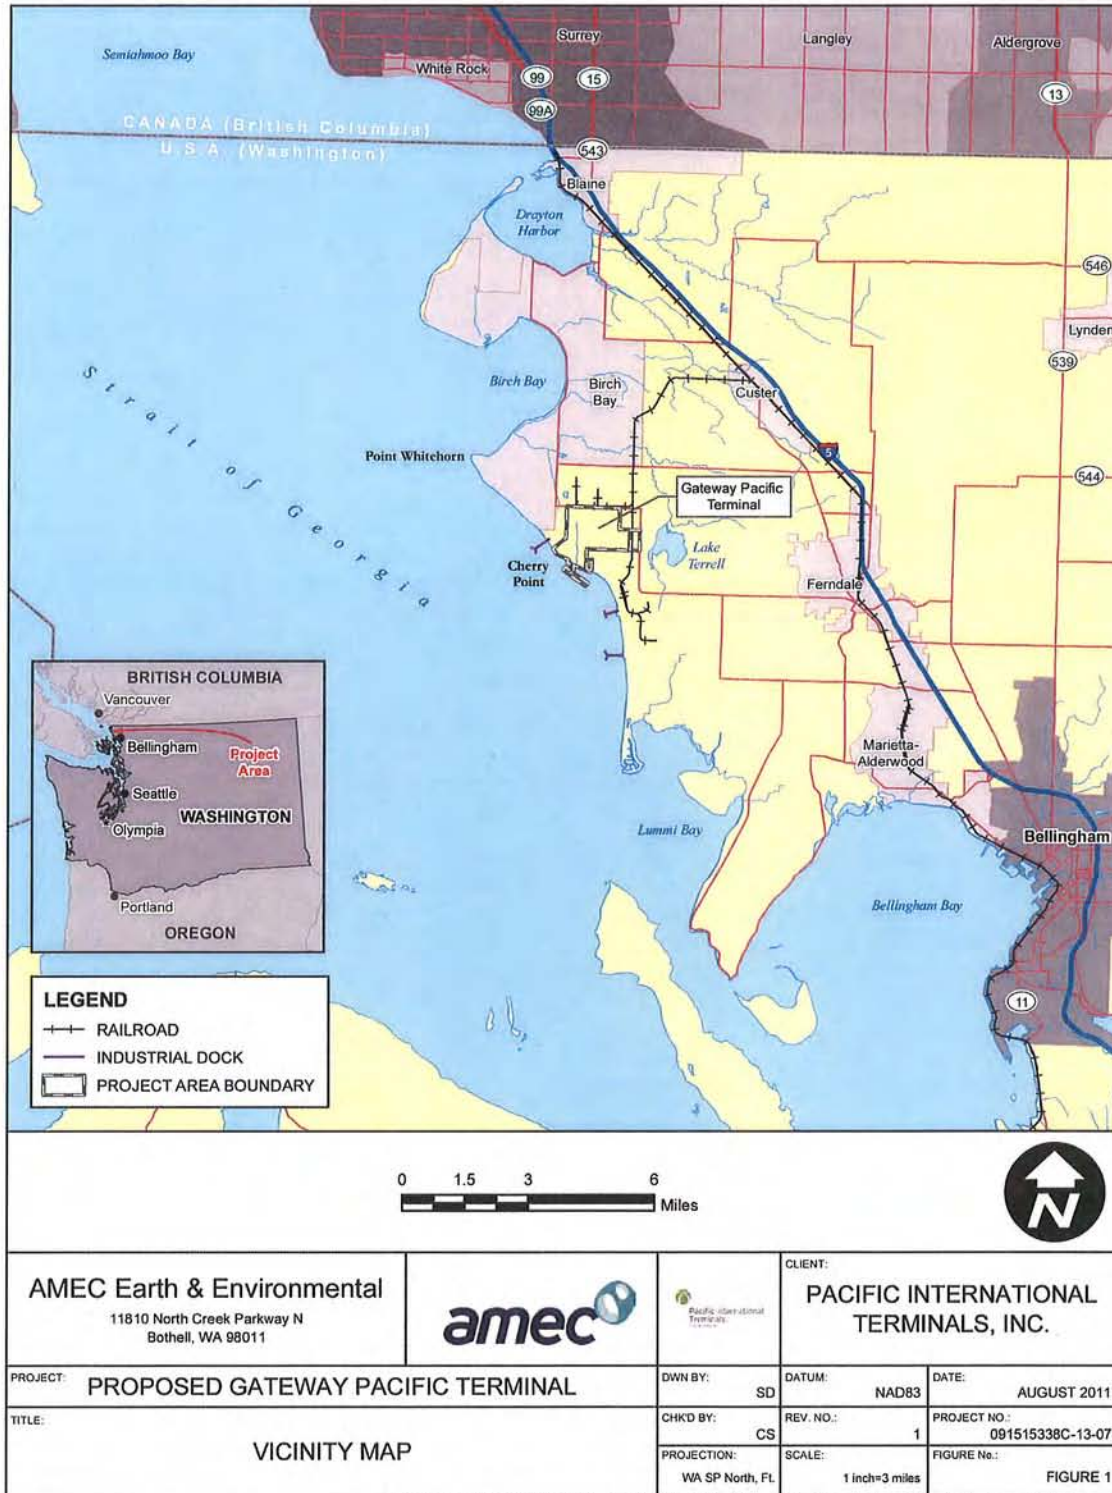 Semiahmoo Bay
Surrey
Langley
Aldergrove
White Rock
99
15
13
99A
CANADA (British Columbia)
U.S.A. (Washington)
543
Blaine
Drayton
Harbor
546
Lynden
539
Strait of Georgia
Birch Bay
Birch
Bay
Custer
Point Whitehorn
5
544
Gateway Pacific
Terminal
Lake
Terrell
Cherry
Point
Ferndale
Marietta-
Alderwood
Lummi Bay
Bellingham
Bellingham Bay
11
BRITISH COLUMBIA
Vancouver
Bellingham
Project
Area
Seattle
WASHINGTON
Olympia
Portland
OREGON
LEGEND
RAILROAD
INDUSTRIAL DOCK
PROJECT AREA BOUNDARY
0 1.5 3 6
Miles
N
AMEC Earth & Environmental
11810 North Creek Parkway N
Bothell, WA 98011
amec
Pacific International
Terminals
CLIENT:
PACIFIC INTERNATIONAL
TERMINALS, INC.
PROJECT: PROPOSED GATEWAY PACIFIC TERMINAL
DWN BY: SD
DATUM: NAD83
DATE: AUGUST 2011
TITLE:
VICINITY MAP
CHK'D BY: CS
REV. NO.: 1
PROJECT NO.: 091515338C-13-07
PROJECTION: WA SP North, Ft.
SCALE: 1 inch=3 miles
FIGURE No.: FIGURE 1